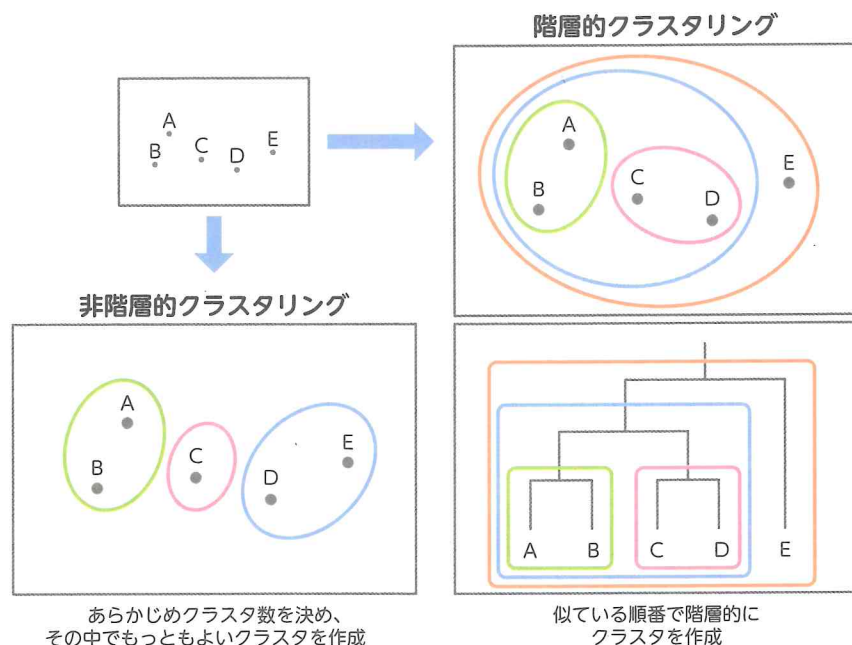 階層的クラスタリング
A
B
C
D
E
A
B
C
D
E
非階層的クラスタリング
A
B
C
D
E
A B C D E
あらかじめクラスタ数を決め、
その中でもっともよいクラスタを作成
似ている順番で階層的に
クラスタを作成